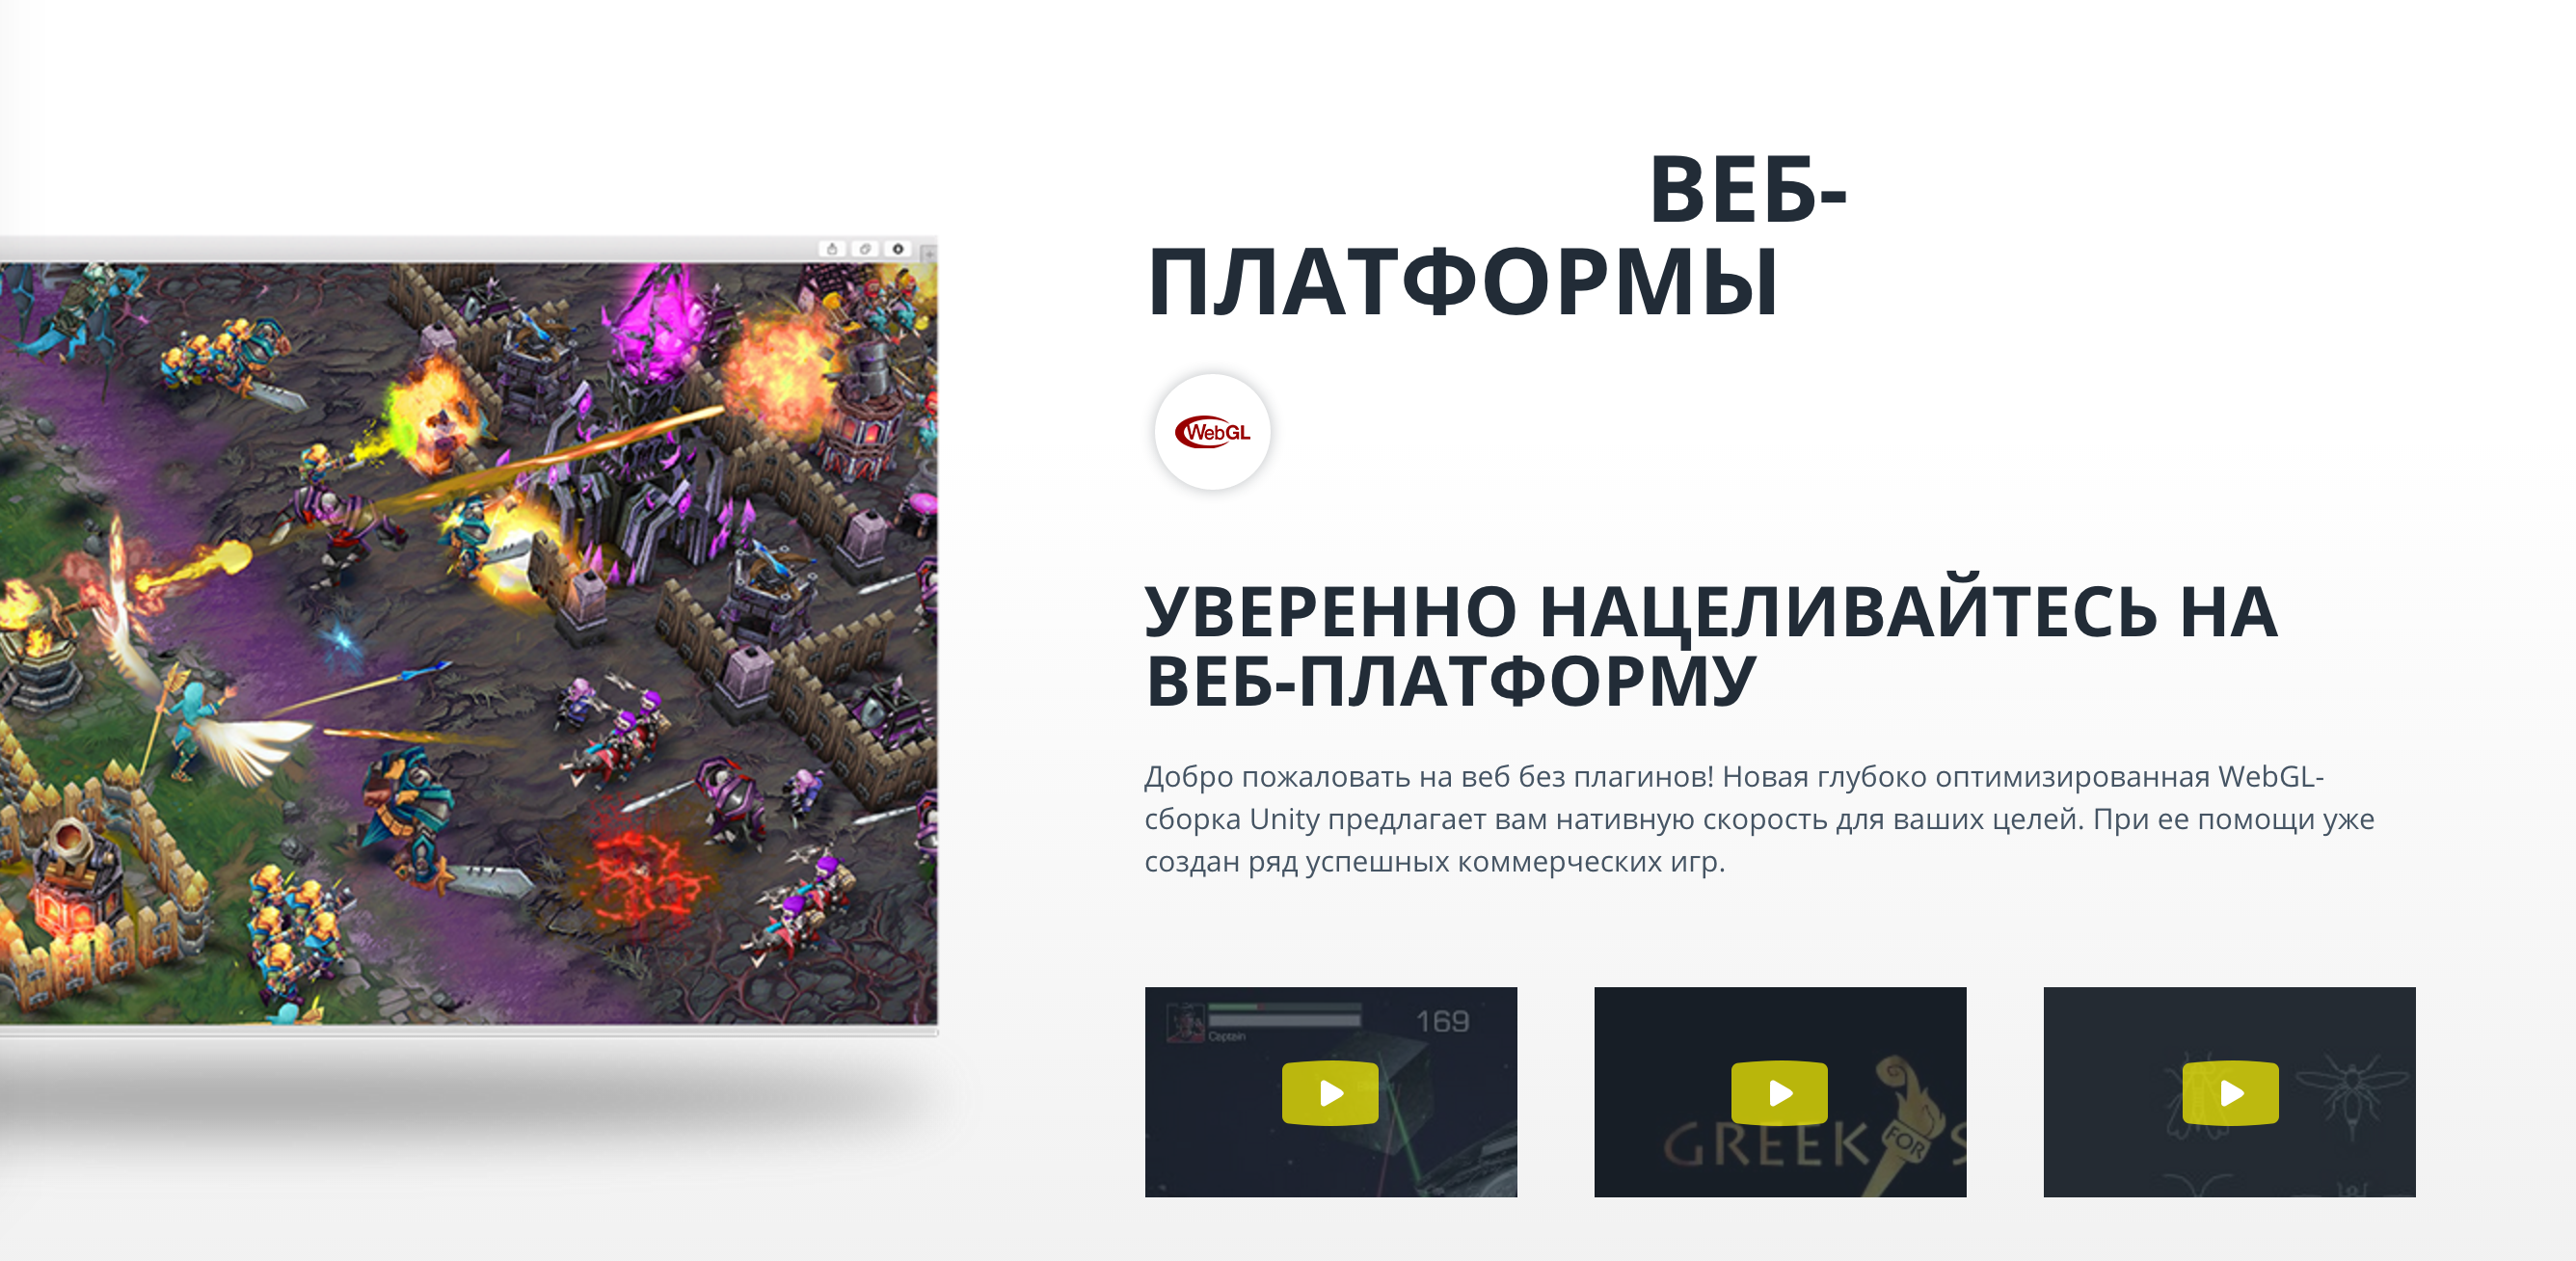 ВЕБ-
ПЛАТФОРМЫ
WebGL
УВЕРЕННО НАЦЕЛИВАЙТЕСЬ НА
ВЕБ-ПЛАТФОРМУ
Добро пожаловать на веб без плагинов! Новая глубоко оптимизированная WebGL-
сборка Unity предлагает вам нативную скорость для ваших целей. При ее помощи уже
создан ряд успешных коммерческих игр.
169
Captain
GREEK FOR S